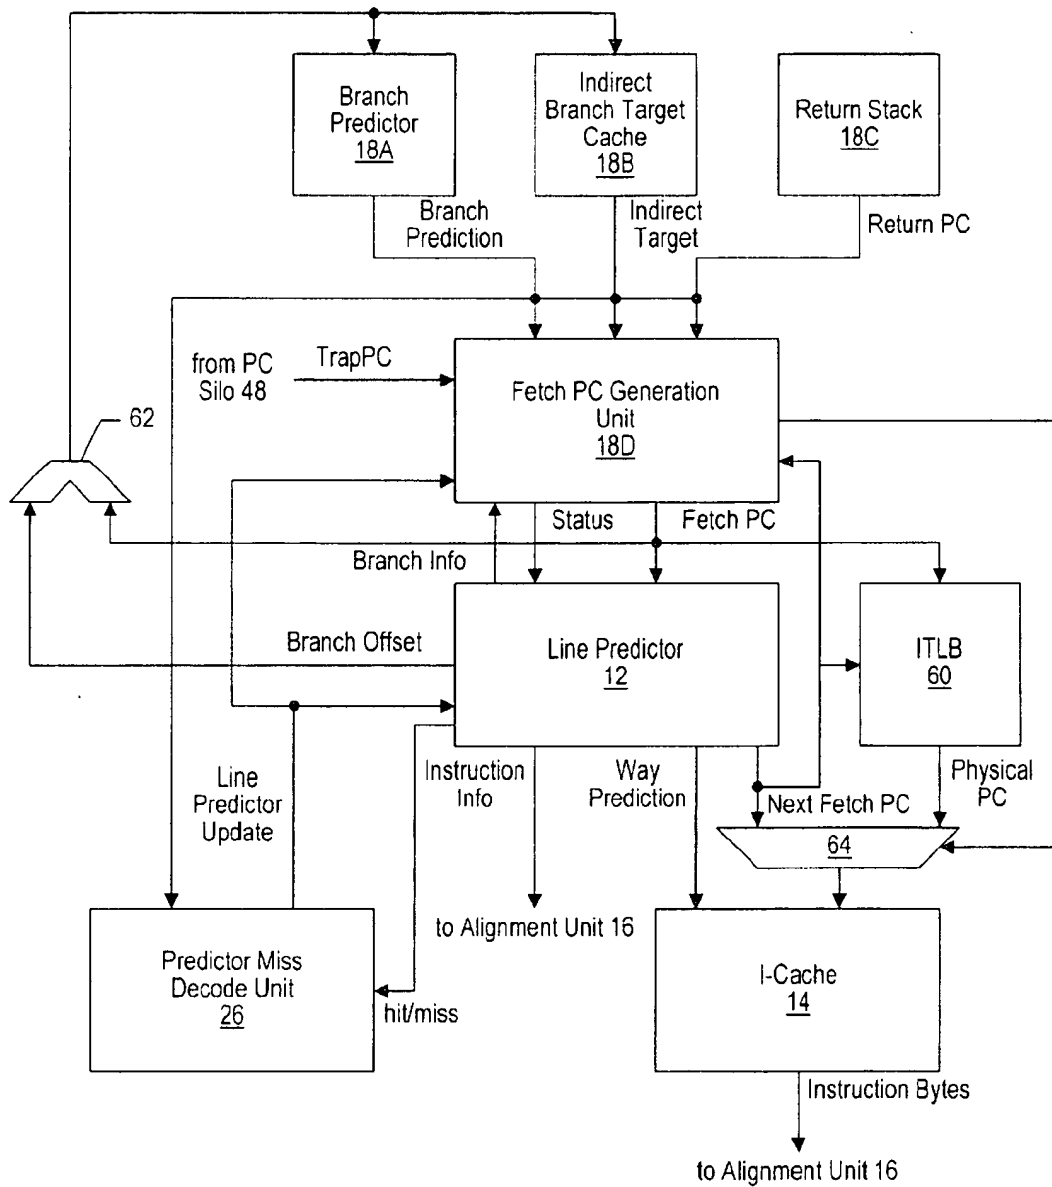 Branch
Predictor
18A
Indirect
Branch Target
Cache
18B
Return Stack
18C
Branch
Prediction
Indirect
Target
Return PC
from PC
Silo 48
TrapPC
Fetch PC Generation
Unit
18D
62
Status
Fetch PC
Branch Info
Branch Offset
Line Predictor
12
ITLB
60
Line
Predictor
Update
Instruction
Info
Way
Prediction
Next Fetch PC
Physical
PC
64
to Alignment Unit 16
Predictor Miss
Decode Unit
26
hit/miss
I-Cache
14
Instruction Bytes
to Alignment Unit 16